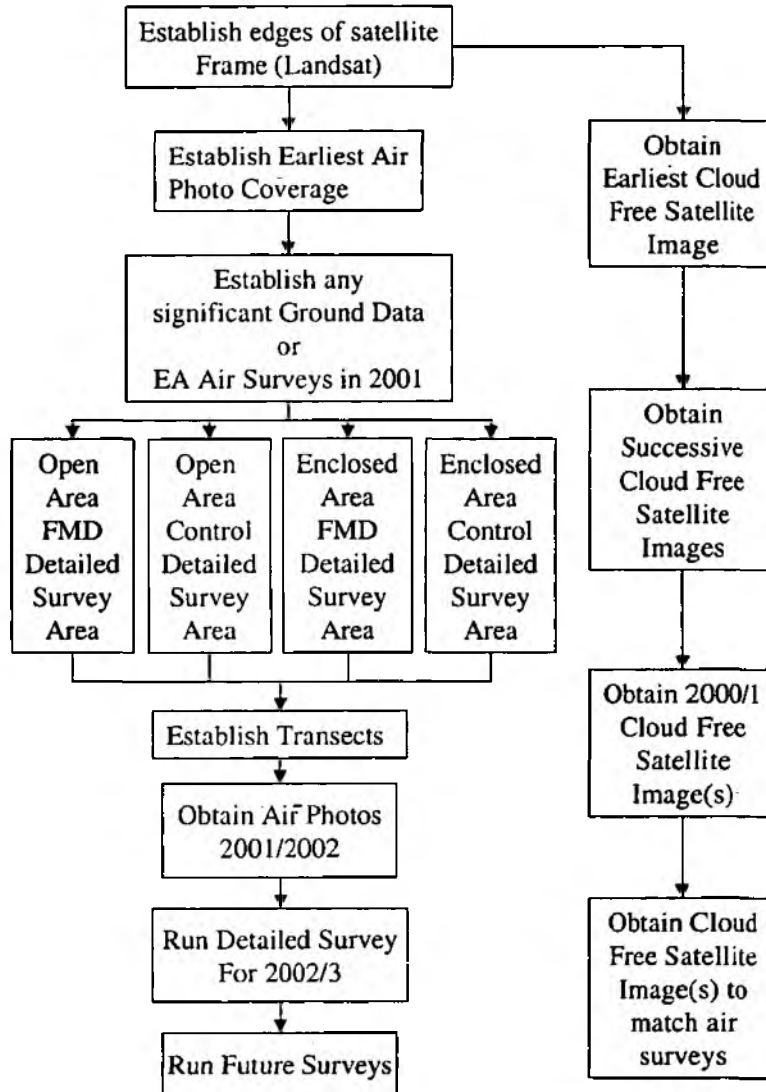 Establish edges of satellite
Frame (Landsat)
Establish Earliest Air
Photo Coverage
Establish any
significant Ground Data
or
EA Air Surveys in 2001
Open
Area
FMD
Detailed
Survey
Area
Open
Area
Control
Detailed
Survey
Area
Enclosed
Area
FMD
Detailed
Survey
Area
Enclosed
Area
Control
Detailed
Survey
Area
Establish Transects
Obtain Air Photos
2001/2002
Run Detailed Survey
For 2002/3
Run Future Surveys
Obtain
Earliest Cloud
Free Satellite
Image
Obtain
Successive
Cloud Free
Satellite
Images
Obtain 2000/1
Cloud Free
Satellite
Image(s)
Obtain Cloud
Free Satellite
Image(s) to
match air
surveys